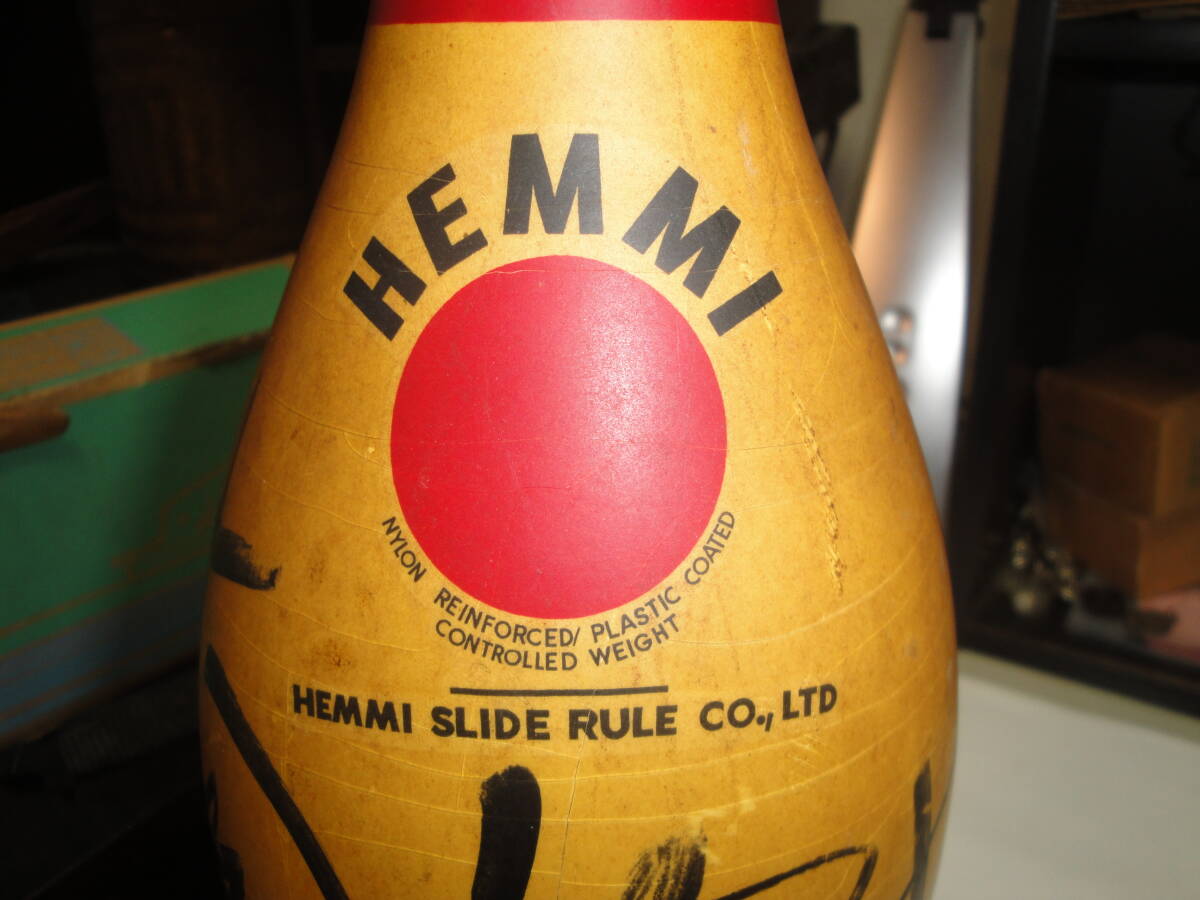 HEMMI
NYLON REINFORCED/ PLASTIC COATED
CONTROLLED WEIGHT
HEMMI SLIDE RULE CO., LTD